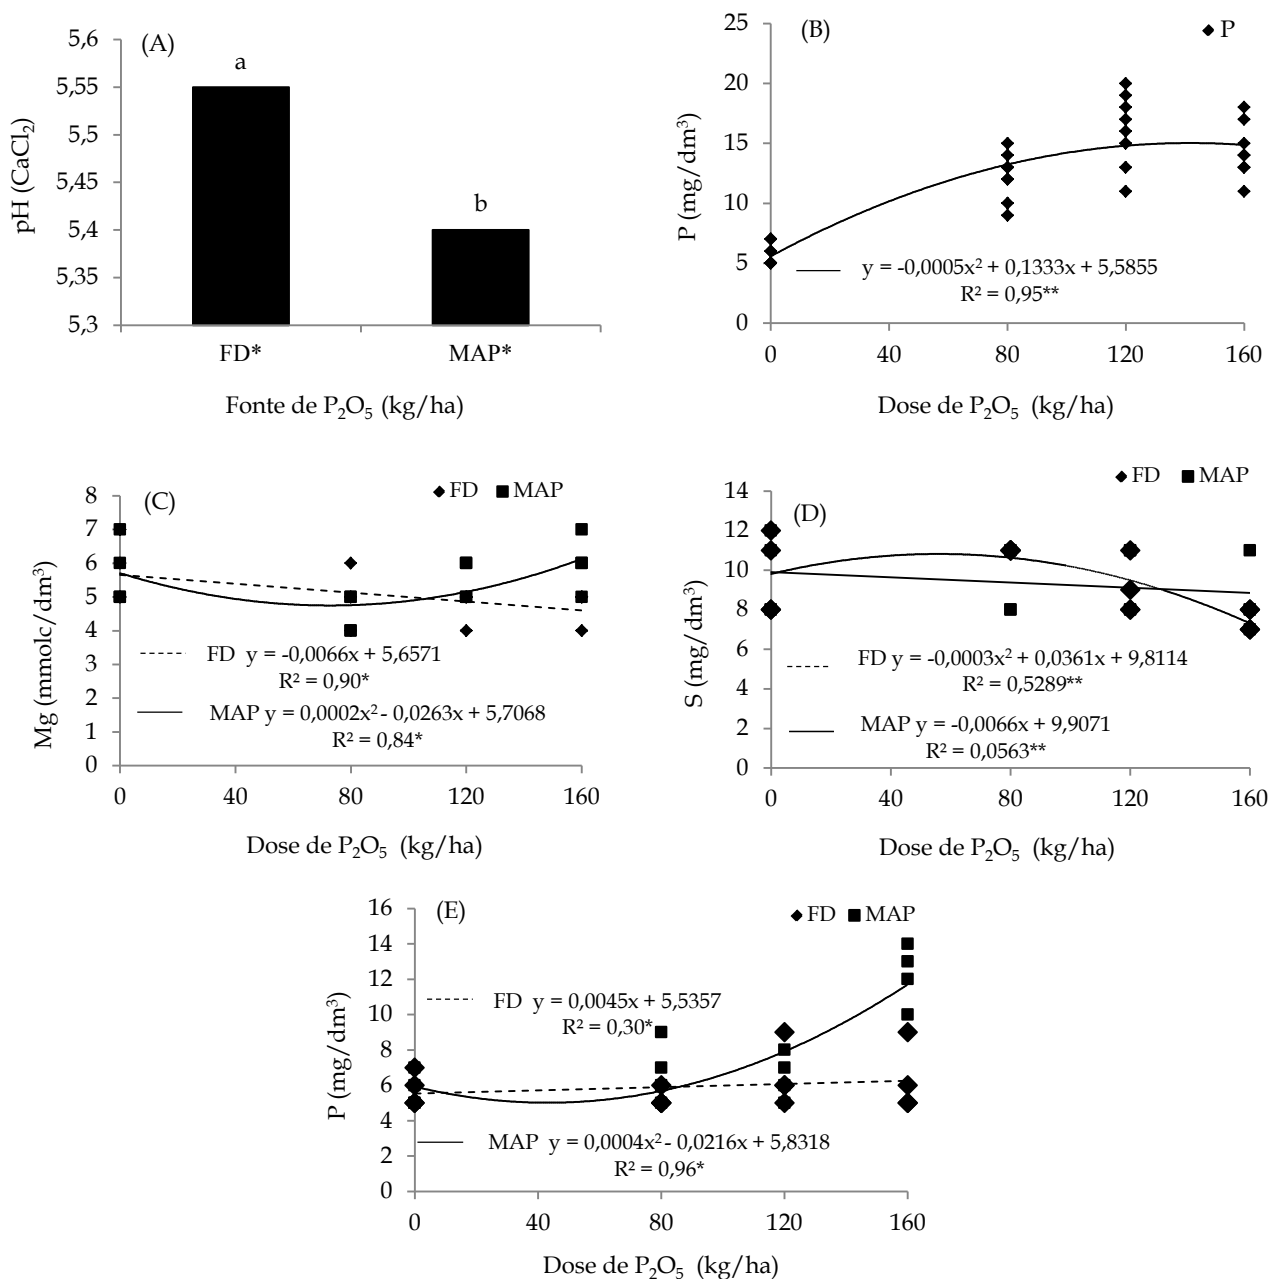 (A)
5,6
5,55
5,5
5,45
5,4
5,35
5,3
pH (CaCl₂)
a
b
FD*
MAP*
Fonte de P₂O₅ (kg/ha)
(B)
P
25
20
15
10
5
0
P (mg/dm³)
y = -0,0005x² + 0,1333x + 5,5855
R² = 0,95**
0 40 80 120 160
Dose de P₂O₅ (kg/ha)
(C)
FD MAP
8
7
6
5
4
3
2
1
0
Mg (mmolc/dm³)
FD y = -0,0066x + 5,6571
R² = 0,90*
MAP y = 0,0002x² - 0,0263x + 5,7068
R² = 0,84*
0 40 80 120 160
Dose de P₂O₅ (kg/ha)
(D)
FD MAP
14
12
10
8
6
4
2
0
S (mg/dm³)
FD y = -0,0003x² + 0,0361x + 9,8114
R² = 0,5289**
MAP y = -0,0066x + 9,9071
R² = 0,0563**
0 40 80 120 160
Dose de P₂O₅ (kg/ha)
(E)
FD MAP
16
14
12
10
8
6
4
2
0
P (mg/dm³)
FD y = 0,0045x + 5,5357
R² = 0,30*
MAP y = 0,0004x² - 0,0216x + 5,8318
R² = 0,96*
0 40 80 120 160
Dose de P₂O₅ (kg/ha)